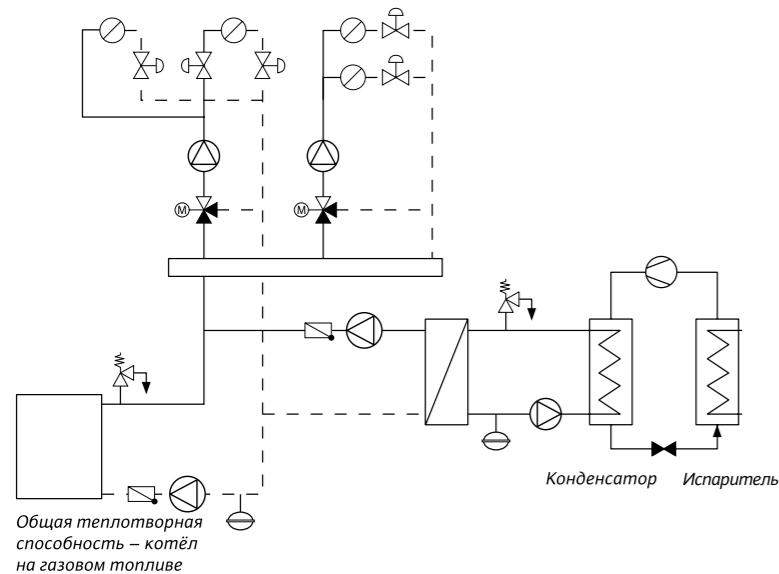 M
M
Конденсатор
Испаритель
Общая теплотворная
способность – котёл
на газовом топливе